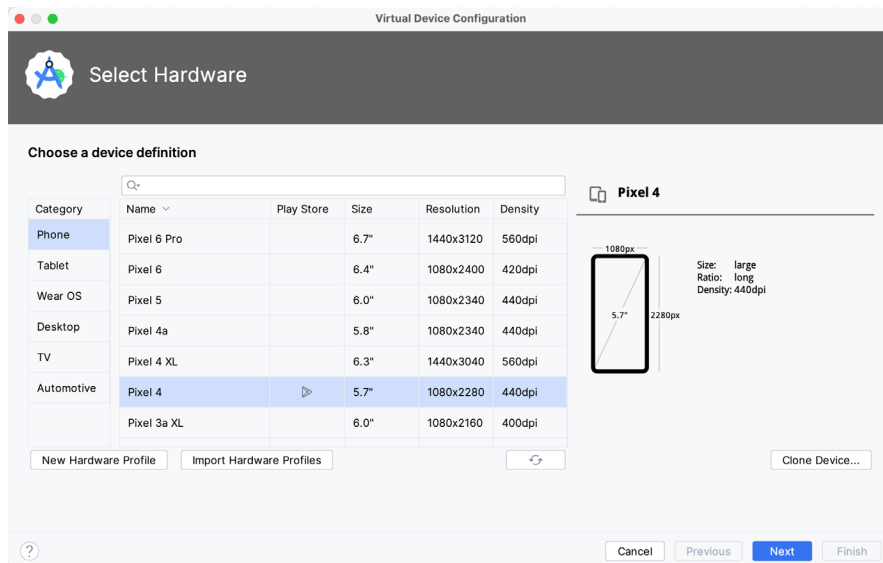 Virtual Device Configuration
Select Hardware
Choose a device definition
Category
Phone
Tablet
Wear OS
Desktop
TV
Automotive
Name Play Store Size Resolution Density
Pixel 6 Pro 6.7" 1440x3120 560dpi
Pixel 6 6.4" 1080x2400 420dpi
Pixel 5 6.0" 1080x2340 440dpi
Pixel 4a 5.8" 1080x2340 440dpi
Pixel 4 XL 6.3" 1440x3040 560dpi
Pixel 4 5.7" 1080x2280 440dpi
Pixel 3a XL 6.0" 1080x2160 400dpi
New Hardware Profile Import Hardware Profiles
Pixel 4
1080px
5.7"
2280px
Size: large
Ratio: long
Density: 440dpi
Clone Device...
?
Cancel Previous Next Finish